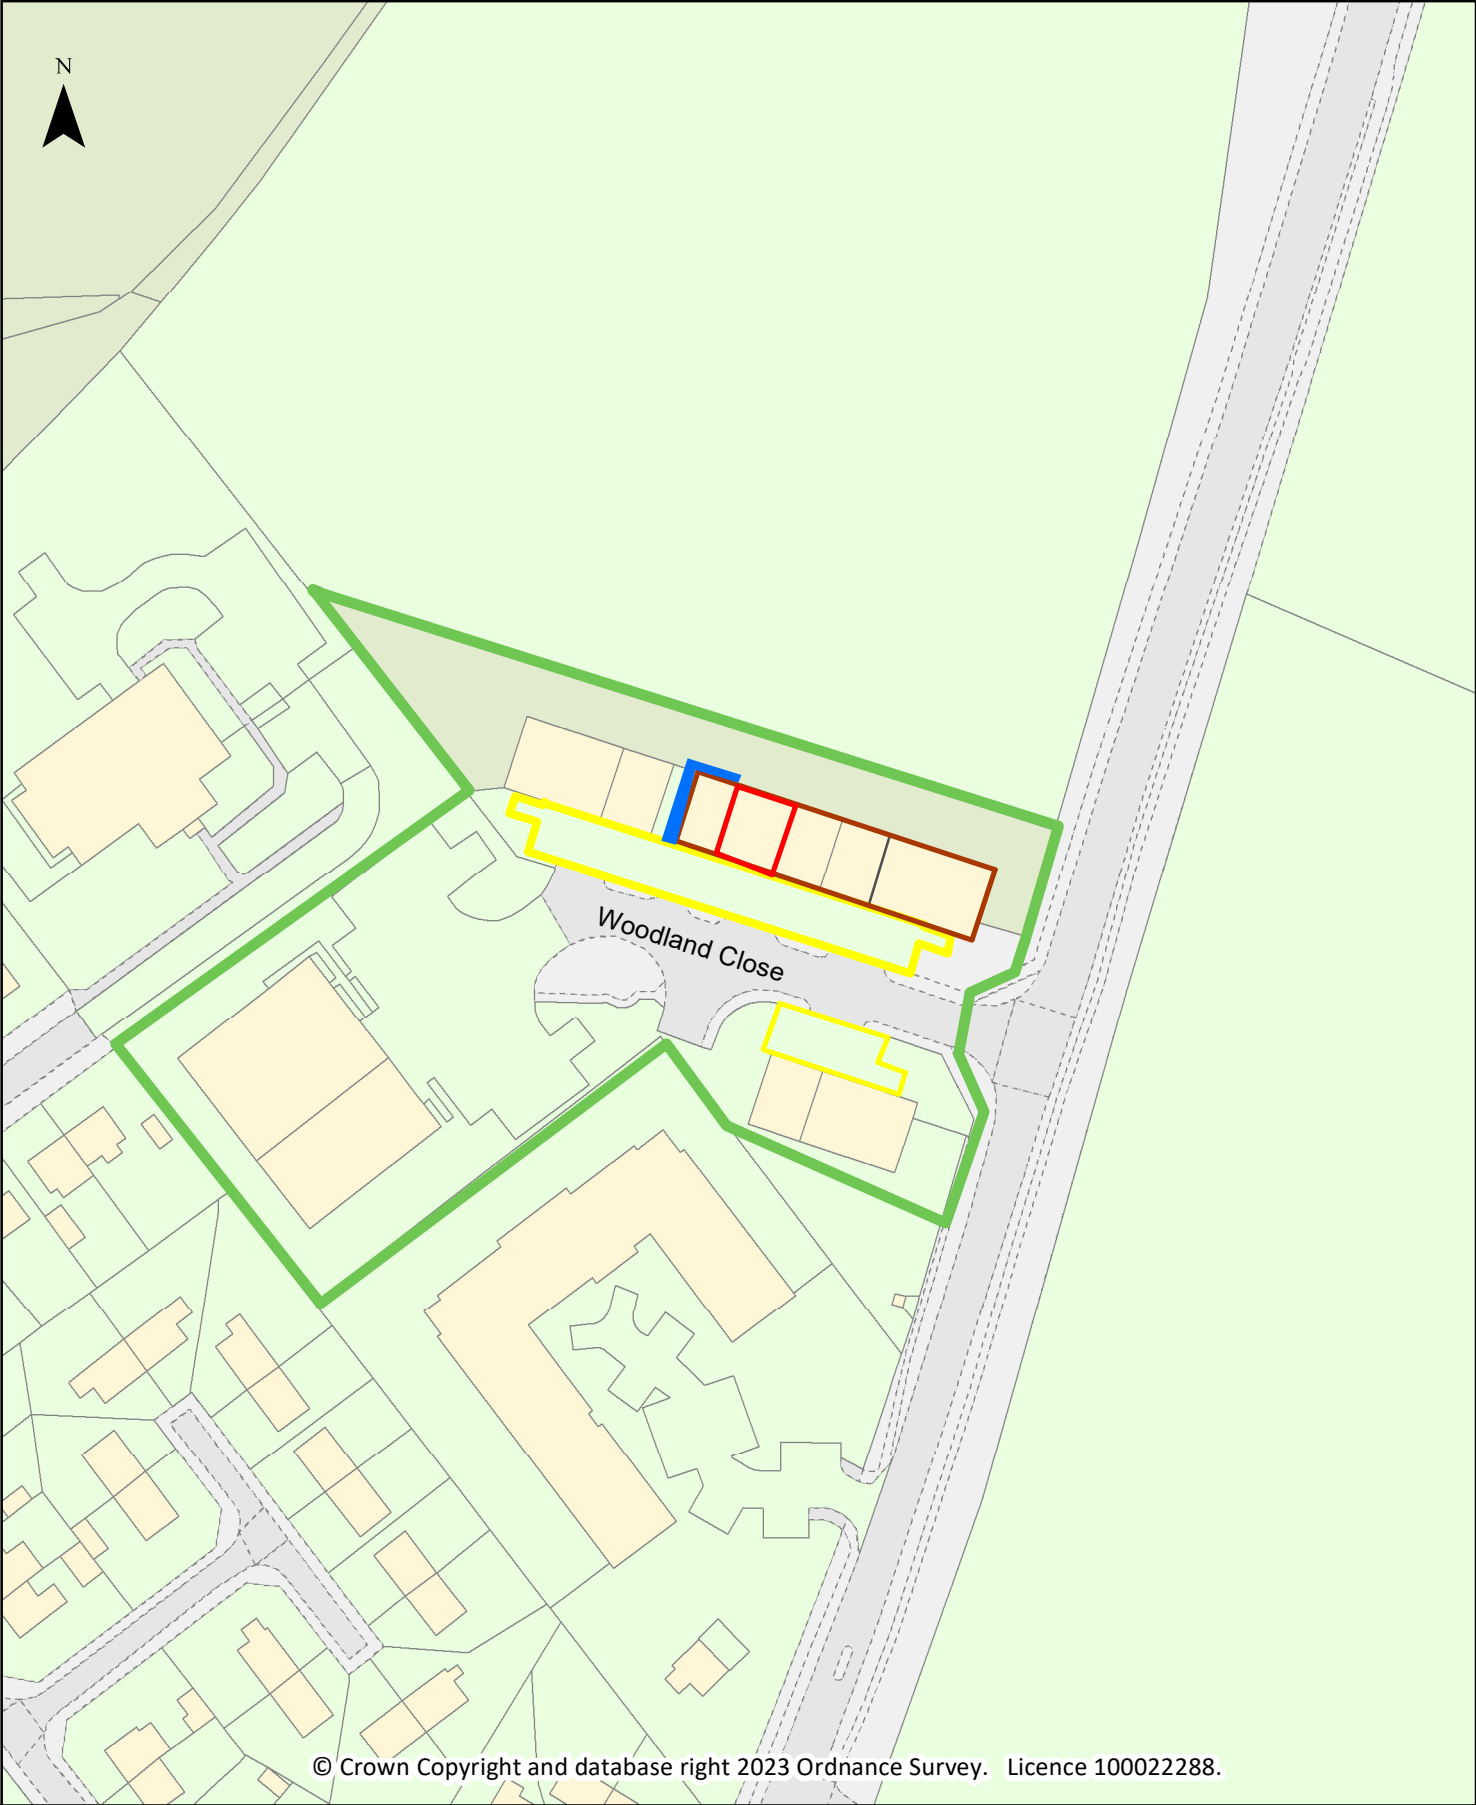 N
Woodland Close
© Crown Copyright and database right 2023 Ordnance Survey. Licence 100022288.